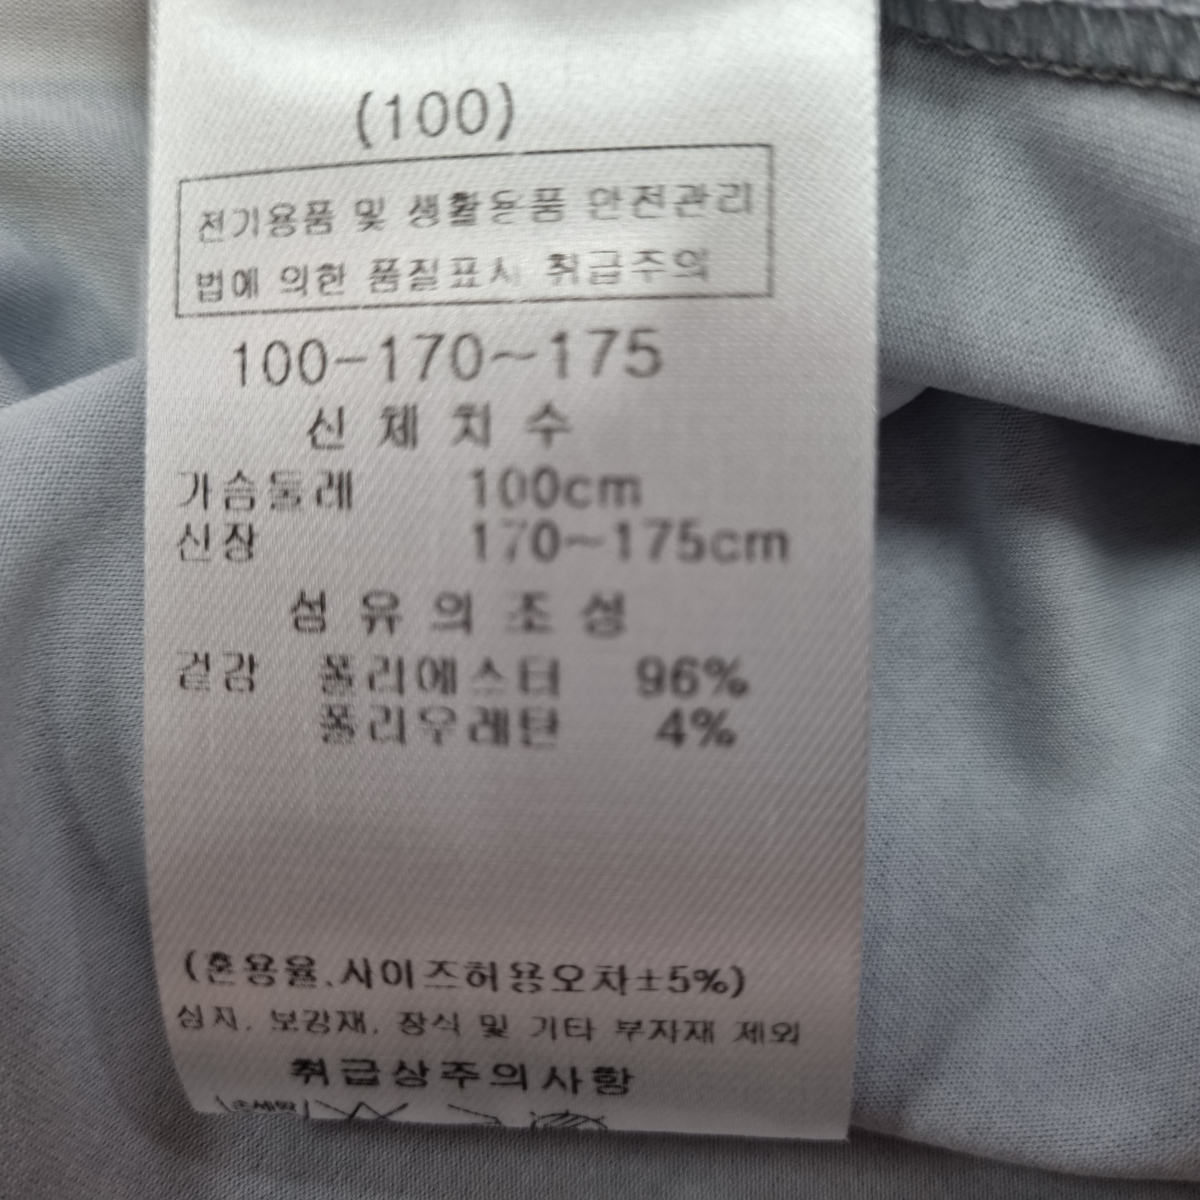 (100)
전기용품 및 생활용품 안전관리
법에 의한 품질표시 취급주의
100-170~175
신체치수
가슴둘레 100cm
신장 170~175cm
섬유의조성
겉감 폴리에스터 96%
폴리우레탄 4%
(혼용율.사이즈허용오차±5%)
심지. 보강재. 장식 및 기타 부자재 제외
취급상주의사항
손세탁